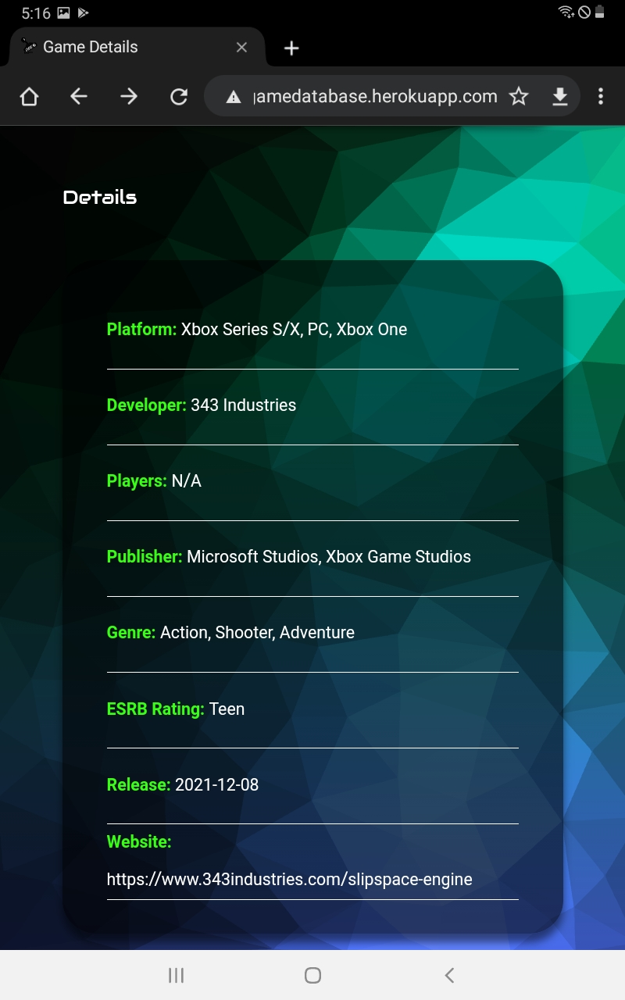 5:16
Game Details
gamedatabase.herokuapp.com
Details
Platform: Xbox Series S/X, PC, Xbox One
Developer: 343 Industries
Players: N/A
Publisher: Microsoft Studios, Xbox Game Studios
Genre: Action, Shooter, Adventure
ESRB Rating: Teen
Release: 2021-12-08
Website:
https://www.343industries.com/slipspace-engine